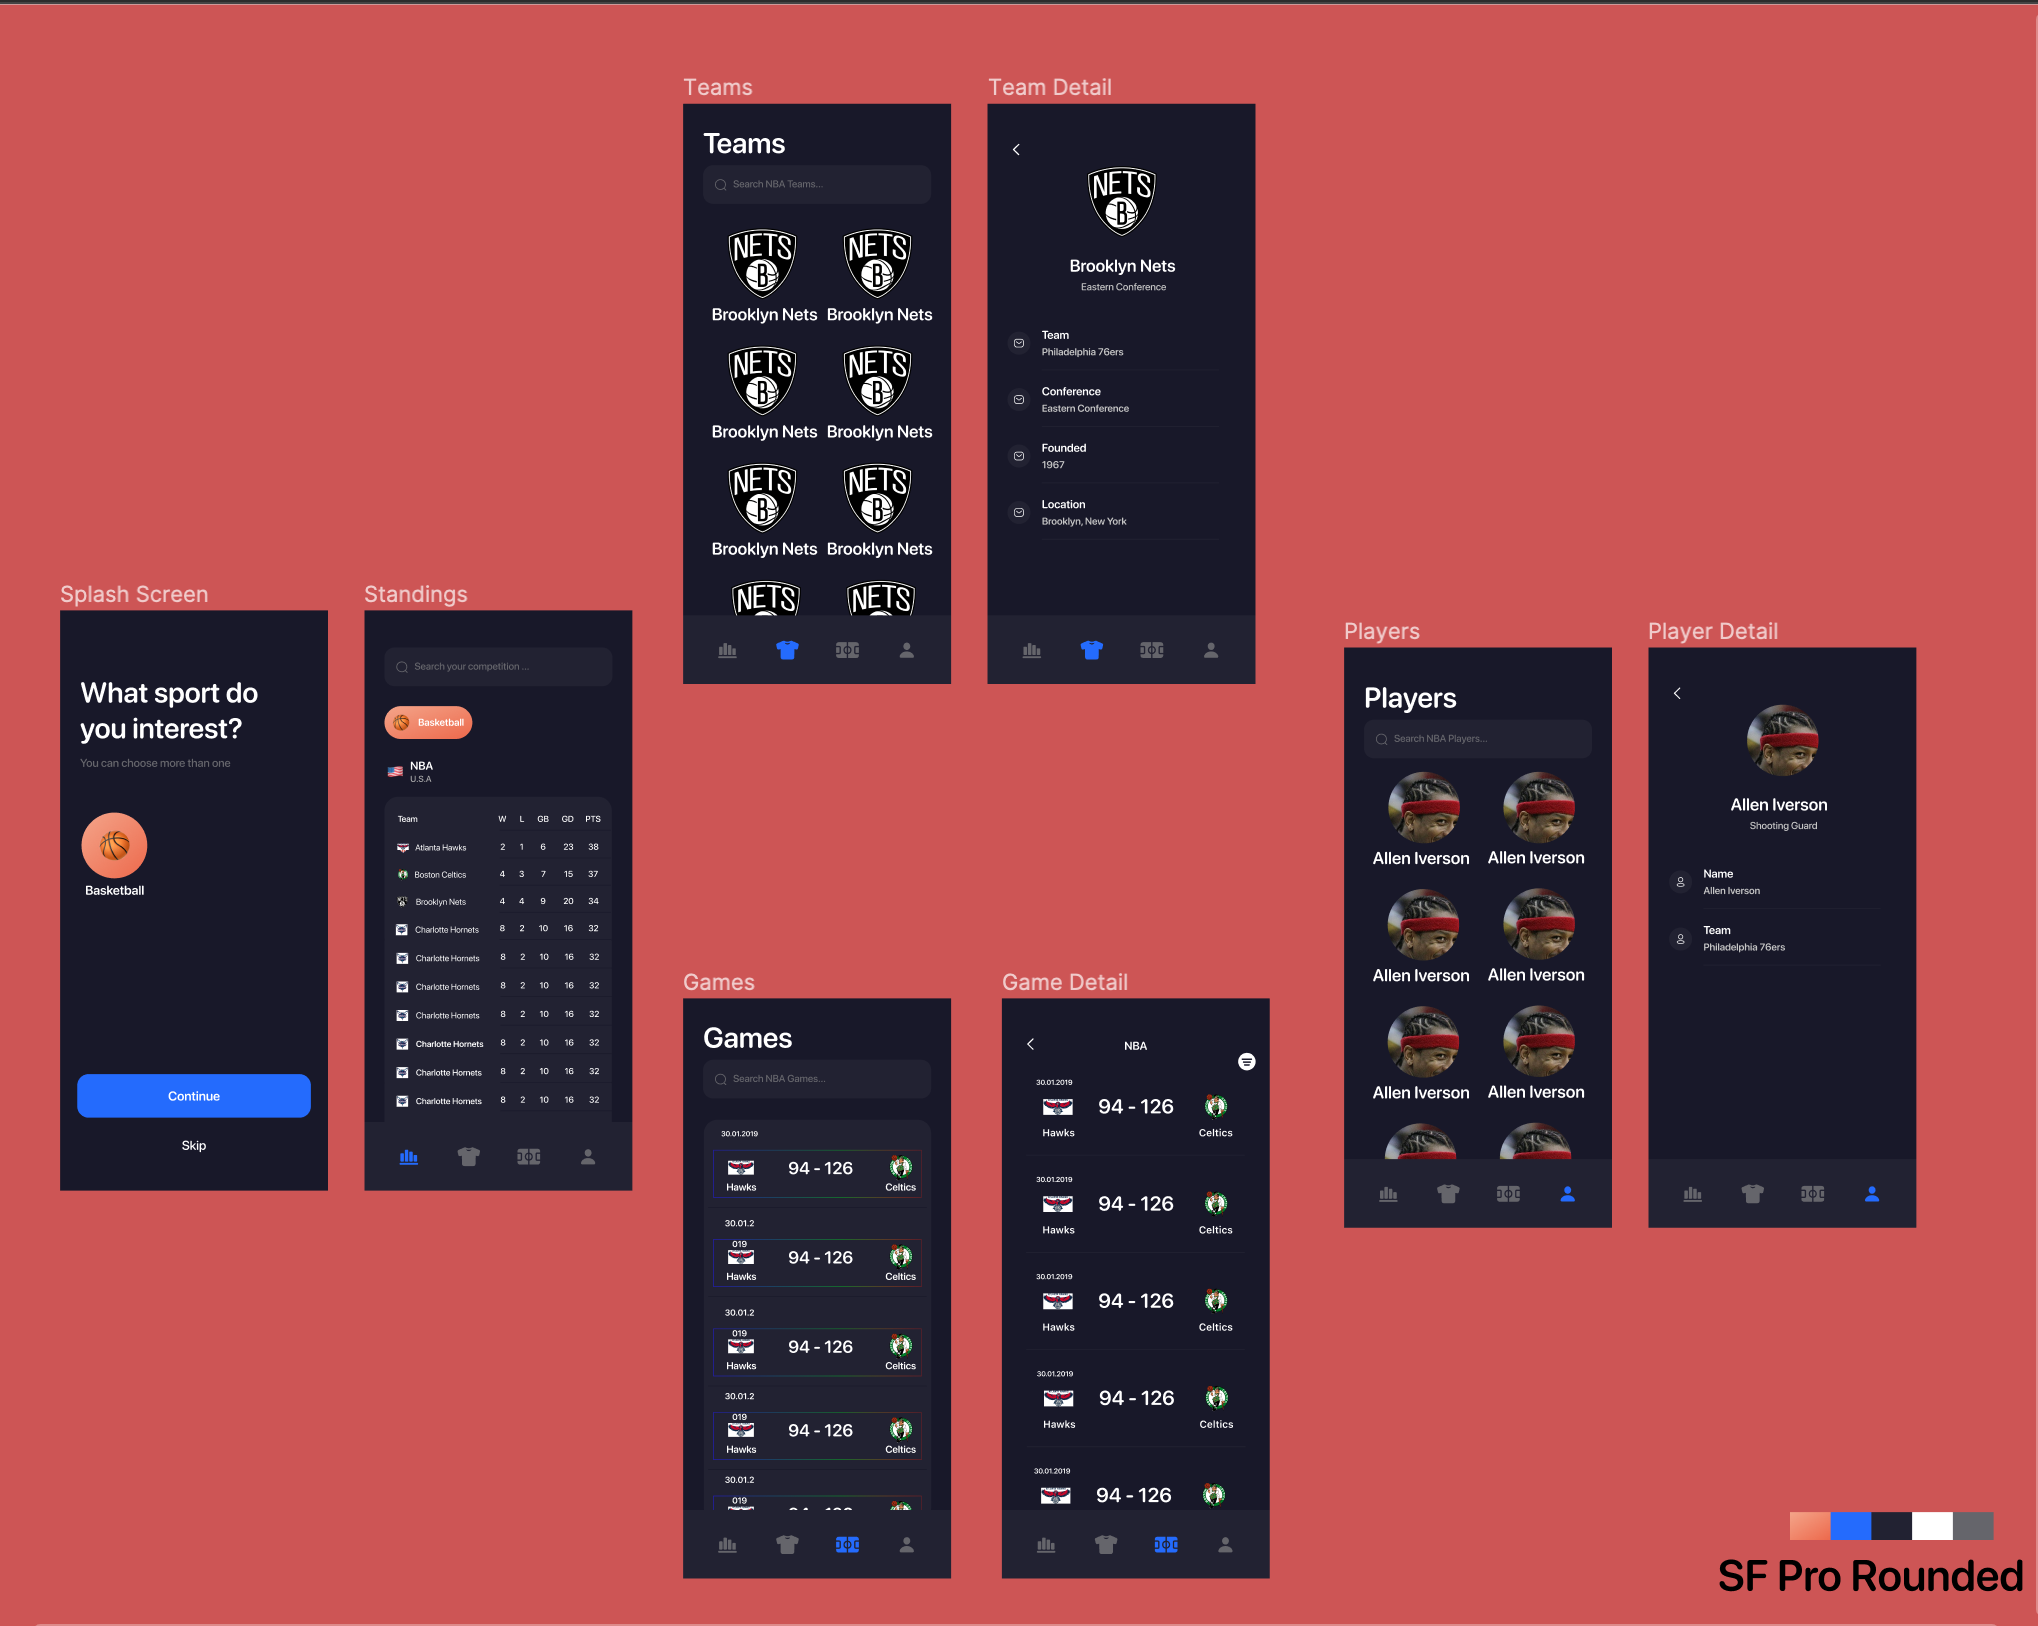 Teams
Teams
Search NBA Teams...
NETS
B
NETS
B
Brooklyn Nets Brooklyn Nets
NETS
B
NETS
B
Brooklyn Nets Brooklyn Nets
NETS
B
NETS
B
Brooklyn Nets Brooklyn Nets
NETS NETS
Team Detail
NETS
B
Brooklyn Nets
Eastern Conference
Team
Philadelphia 76ers
Conference
Eastern Conference
Founded
1967
Location
Brooklyn, New York
Splash Screen
What sport do
you interest?
You can choose more than one
Basketball
Continue
Skip
Standings
Search your competition ...
Basketball
NBA
U.S.A
Team W L GB GD PTS
Atlanta Hawks 2 1 6 23 38
Boston Celtics 4 3 7 15 37
Brooklyn Nets 4 4 9 20 34
Charlotte Hornets 8 2 10 16 32
Charlotte Hornets 8 2 10 16 32
Charlotte Hornets 8 2 10 16 32
Charlotte Hornets 8 2 10 16 32
Charlotte Hornets 8 2 10 16 32
Charlotte Hornets 8 2 10 16 32
Charlotte Hornets 8 2 10 16 32
Players
Players
Search NBA Players...
Allen Iverson Allen Iverson
Allen Iverson Allen Iverson
Allen Iverson Allen Iverson
Player Detail
Allen Iverson
Shooting Guard
Name
Allen Iverson
Team
Philadelphia 76ers
Games
Games
Search NBA Games...
30.01.2019
94 - 126
Hawks Celtics
30.01.2
019
94 - 126
Hawks Celtics
30.01.2
019
94 - 126
Hawks Celtics
30.01.2
019
94 - 126
Hawks Celtics
30.01.2
019
94 - 126
Game Detail
NBA
30.01.2019
94 - 126
Hawks Celtics
30.01.2019
94 - 126
Hawks Celtics
30.01.2019
94 - 126
Hawks Celtics
30.01.2019
94 - 126
Hawks Celtics
30.01.2019
94 - 126
SF Pro Rounded